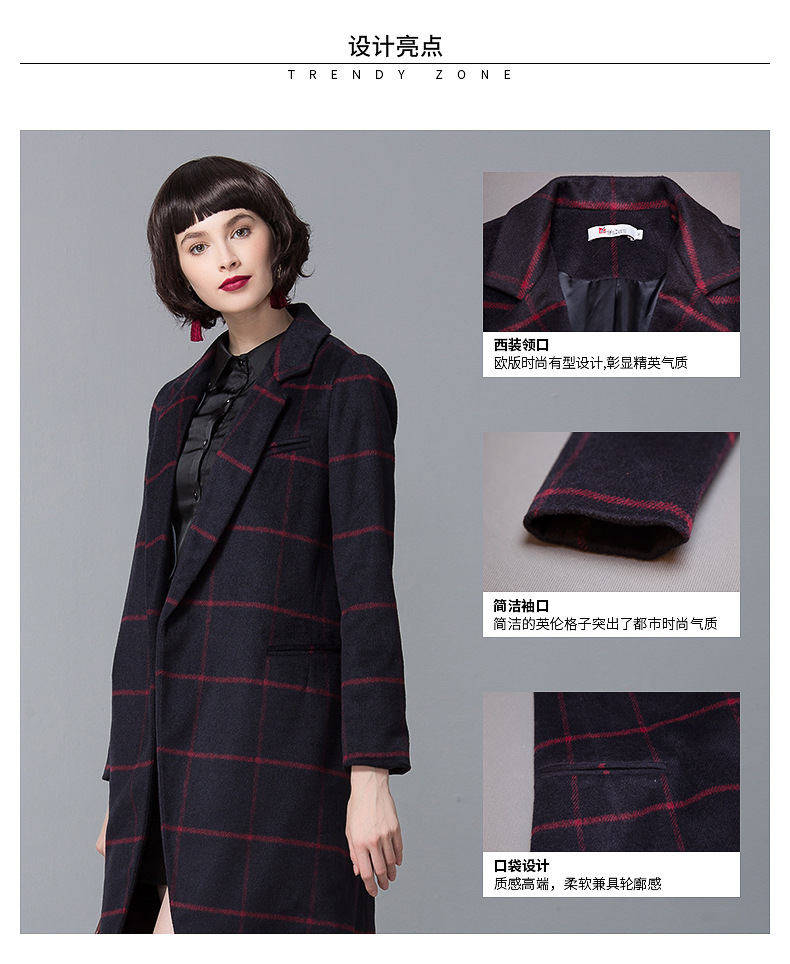 设计亮点
TRENDY ZONE
西装领口
欧版时尚有型设计,彰显精英气质
简洁袖口
简洁的英伦格子突出了都市时尚气质
口袋设计
质感高端，柔软兼具轮廓感